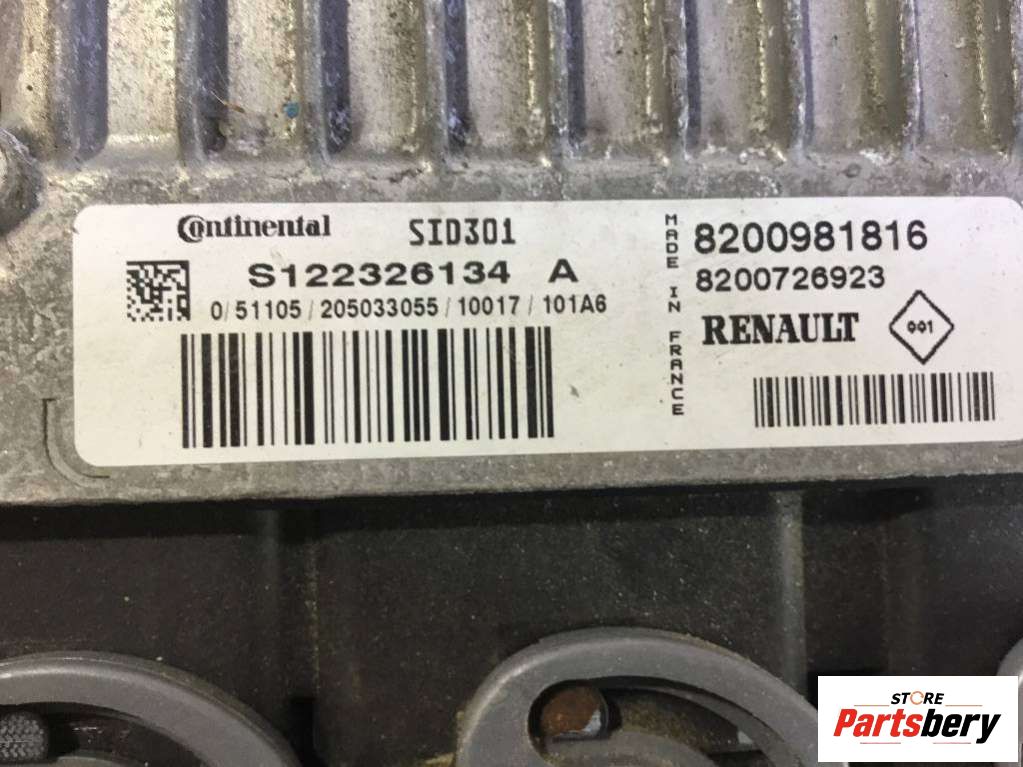 Continental SID301
S122326134 A
0/51105/205033055/10017/101A6
MADE IN FRANCE
8200981816
8200726923
RENAULT
001
STORE
Partsbery